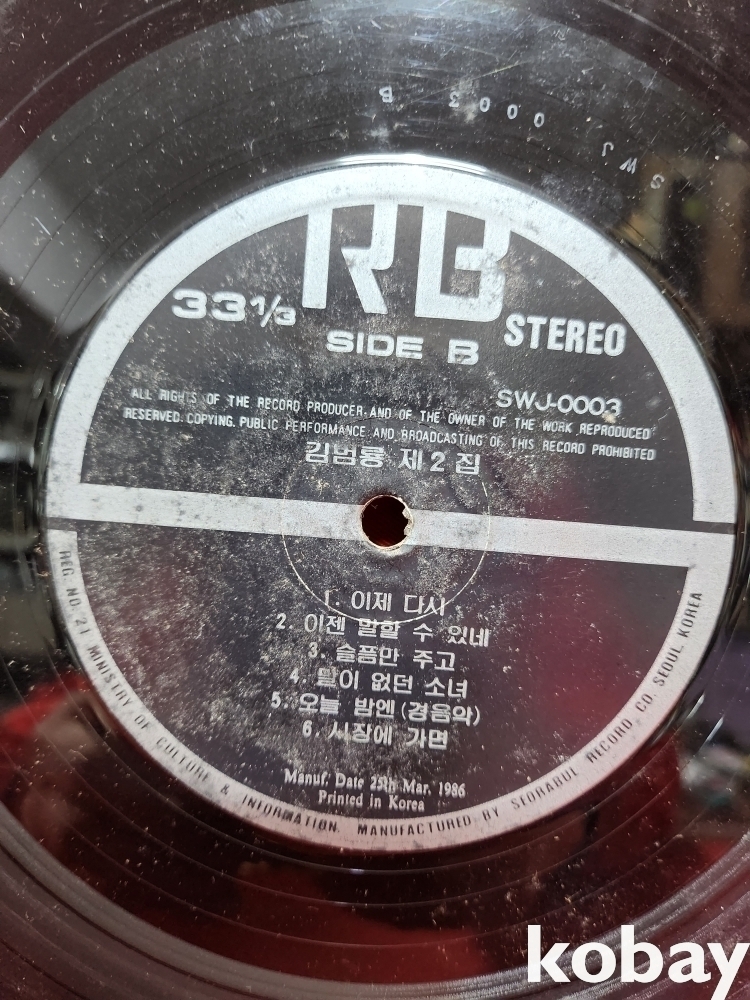 SWJ 0003 B
RB
33 1/3
SIDE B
STEREO
SWJ-0003
ALL RIGHTS OF THE RECORD PRODUCER.AND OF THE OWNER OF THE WORK REPRODUCED
RESERVED.COPYING.PUBLIC PERFORMANCE AND BROADCASTING OF THIS RECORD PROHIBITED
김범룡 제2집
1. 이제 다시
2. 이젠 말할 수 있네
3. 슬픔만 주고
4. 말이 없던 소녀
5. 오늘 밤엔 (경음악)
6. 시장에 가면
Manuf. Date 25th Mar. 1986
Printed in Korea
REG. NO. 21 MINISTRY OF CULTURE & INFORMATION. MANUFACTURED BY SEORABUL RECORD CO. SEOUL KOREA
kobay